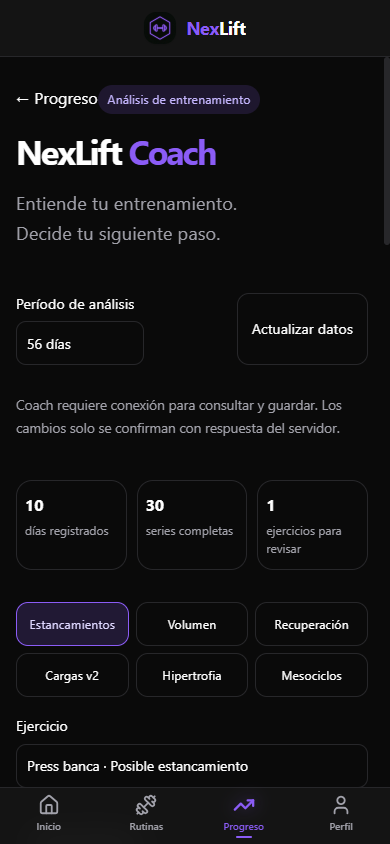 NexLift
← Progreso
Análisis de entrenamiento
NexLift Coach
Entiende tu entrenamiento.
Decide tu siguiente paso.
Período de análisis
56 días
Actualizar datos
Coach requiere conexión para consultar y guardar. Los
cambios solo se confirman con respuesta del servidor.
10
días registrados
30
series completas
1
ejercicios para
revisar
Estancamientos
Volumen
Recuperación
Cargas v2
Hipertrofia
Mesociclos
Ejercicio
Press banca · Posible estancamiento
Inicio
Rutinas
Progreso
Perfil